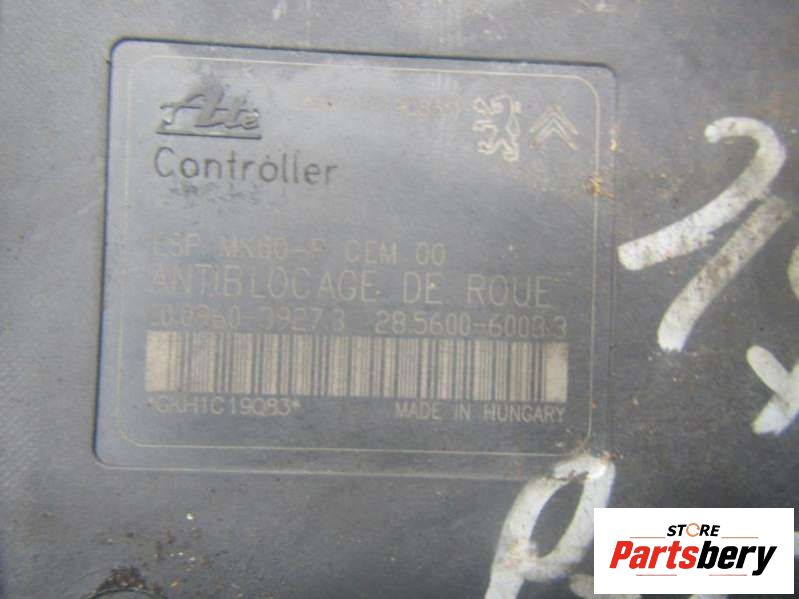 Ate
Controller
ESP MK60-P CEM 00
ANTIBLOCAGE DE ROUE
00.0960-3927.3 28.5600-6003.3
*GKH1C19Q83*
MADE IN HUNGARY
STORE
Partsbery